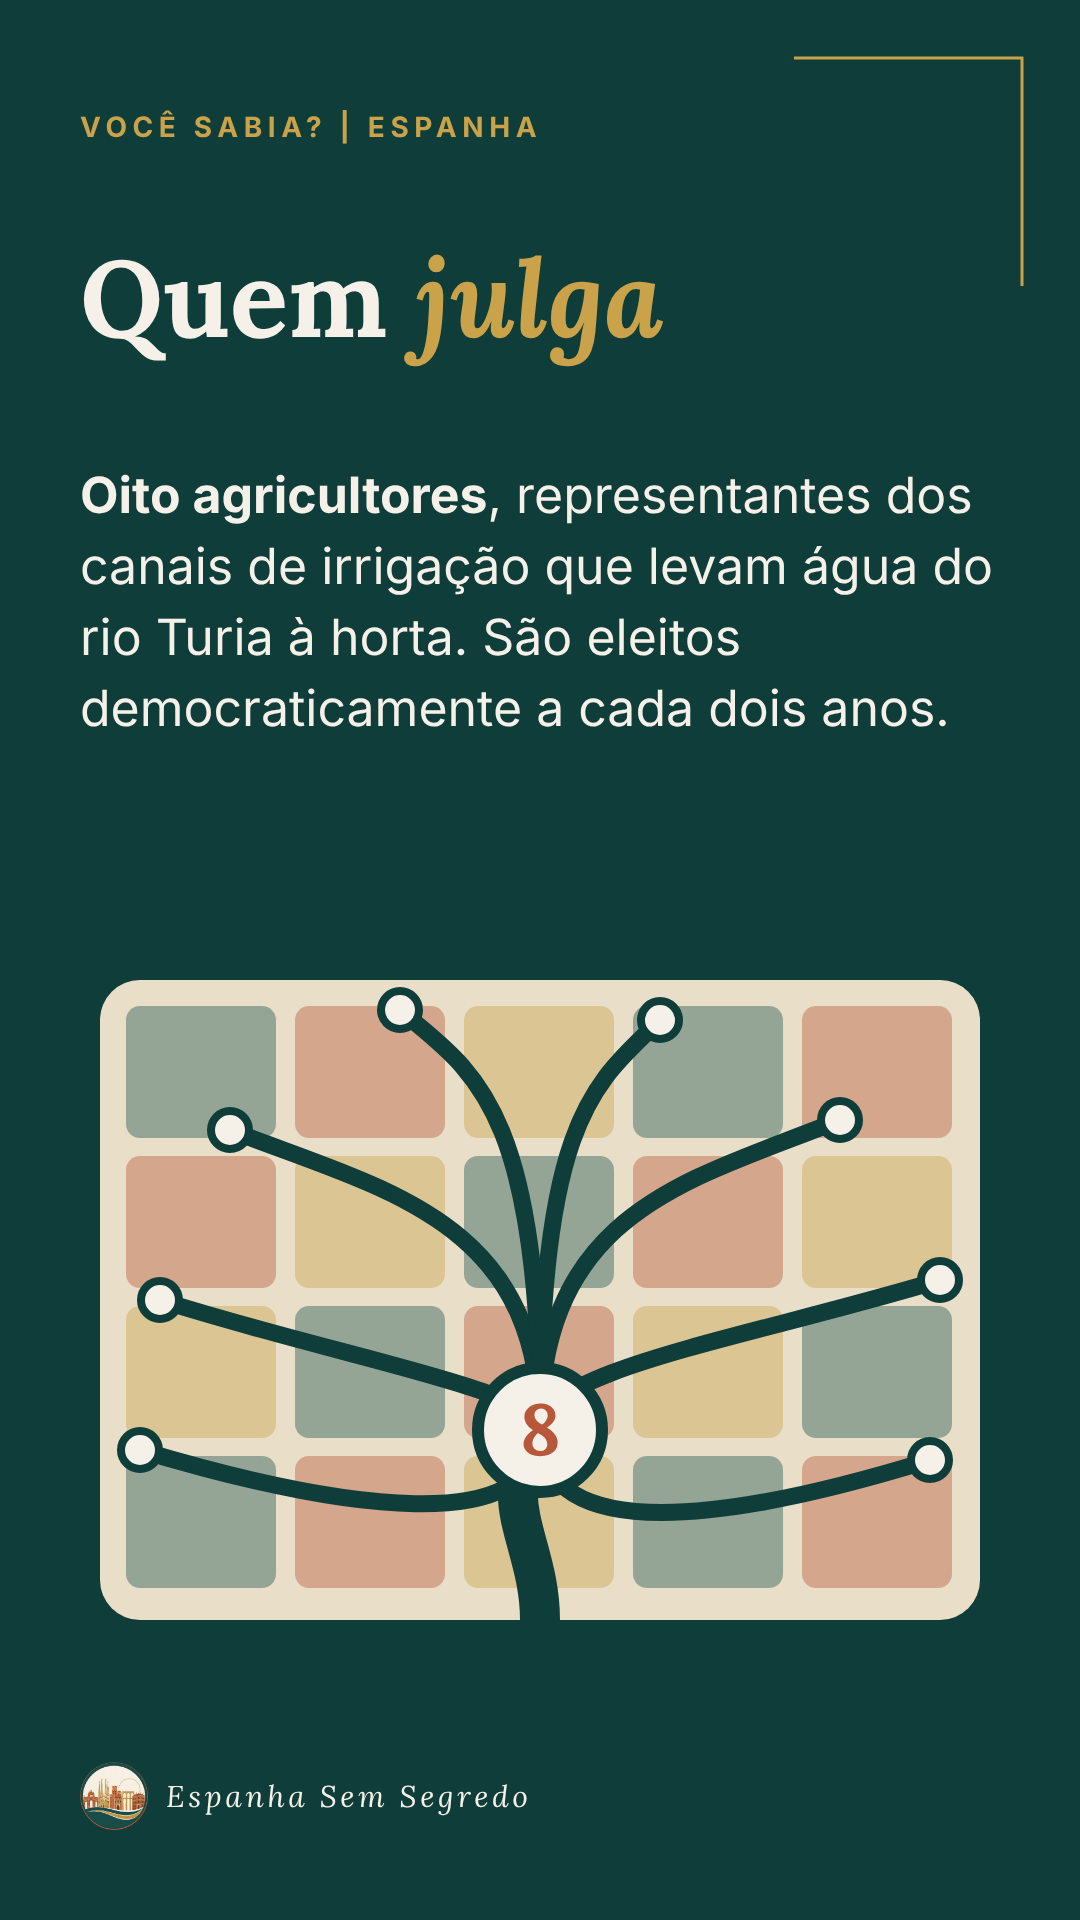 VOCÊ SABIA? | ESPANHA
Quem julga
Oito agricultores, representantes dos
canais de irrigação que levam água do
rio Turia à horta. São eleitos
democraticamente a cada dois anos.
8
Espanha Sem Segredo